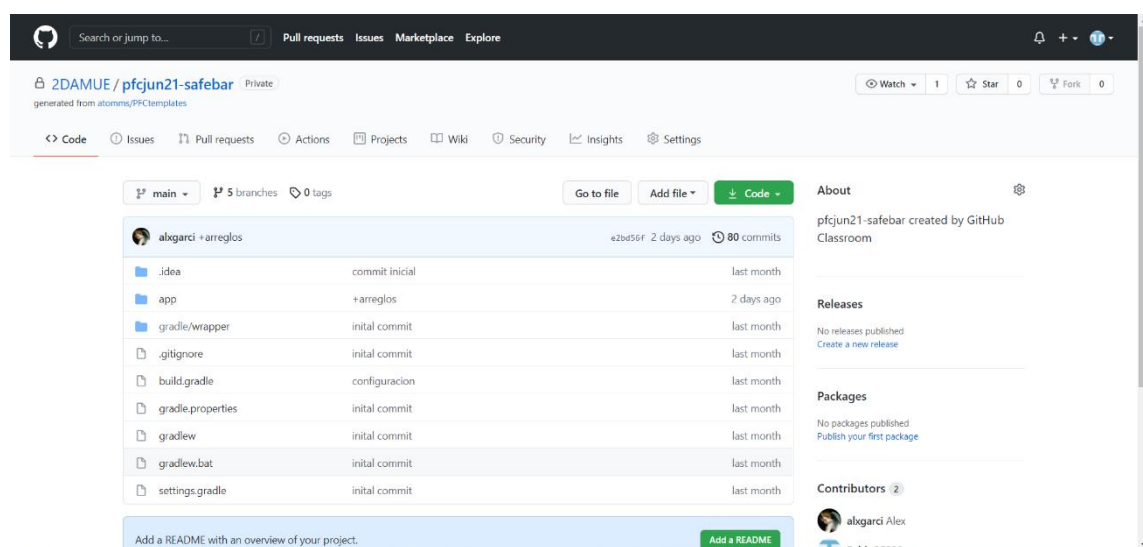 Search or jump to... /
Pull requests Issues Marketplace Explore
2DAMUE / pfcjun21-safebar Private
Watch 1 Star 0 Fork 0
generated from atomms/PFCtemplates
Code Issues Pull requests Actions Projects Wiki Security Insights Settings
main 5 branches 0 tags Go to file Add file Code
alxgarci +arreglos e2bd56f 2 days ago 80 commits
.idea commit inicial last month
app +arreglos 2 days ago
gradle/wrapper inital commit last month
.gitignore inital commit last month
build.gradle configuracion last month
gradle.properties inital commit last month
gradlew inital commit last month
gradlew.bat inital commit last month
settings.gradle inital commit last month
Add a README with an overview of your project. Add a README
About
pfcjun21-safebar created by GitHub
Classroom
Releases
No releases published
Create a new release
Packages
No packages published
Publish your first package
Contributors 2
alxgarci Alex